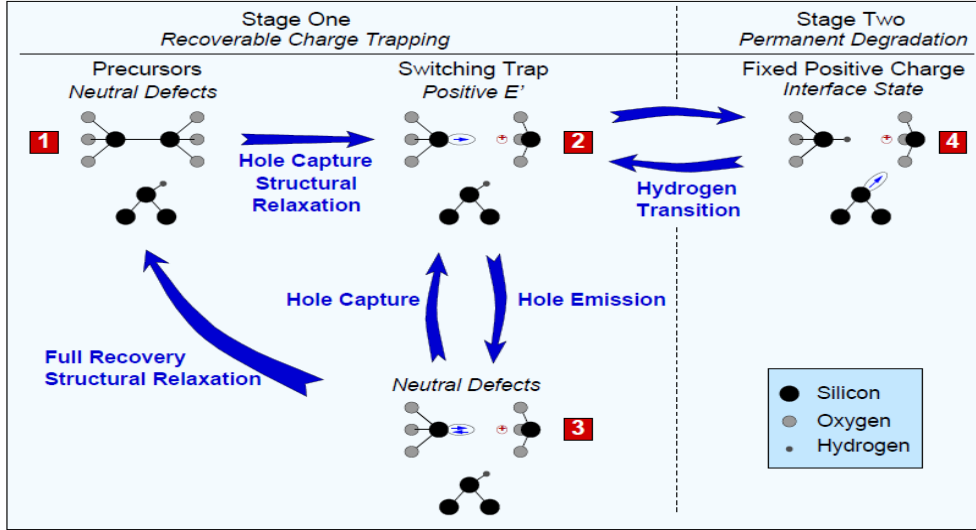 Stage One
Recoverable Charge Trapping
Stage Two
Permanent Degradation
Precursors
Neutral Defects
Switching Trap
Positive E'
Fixed Positive Charge
Interface State
1
2
4
Hole Capture
Structural
Relaxation
Hydrogen
Transition
Hole Capture
Hole Emission
Full Recovery
Structural Relaxation
Neutral Defects
3
Silicon
Oxygen
Hydrogen